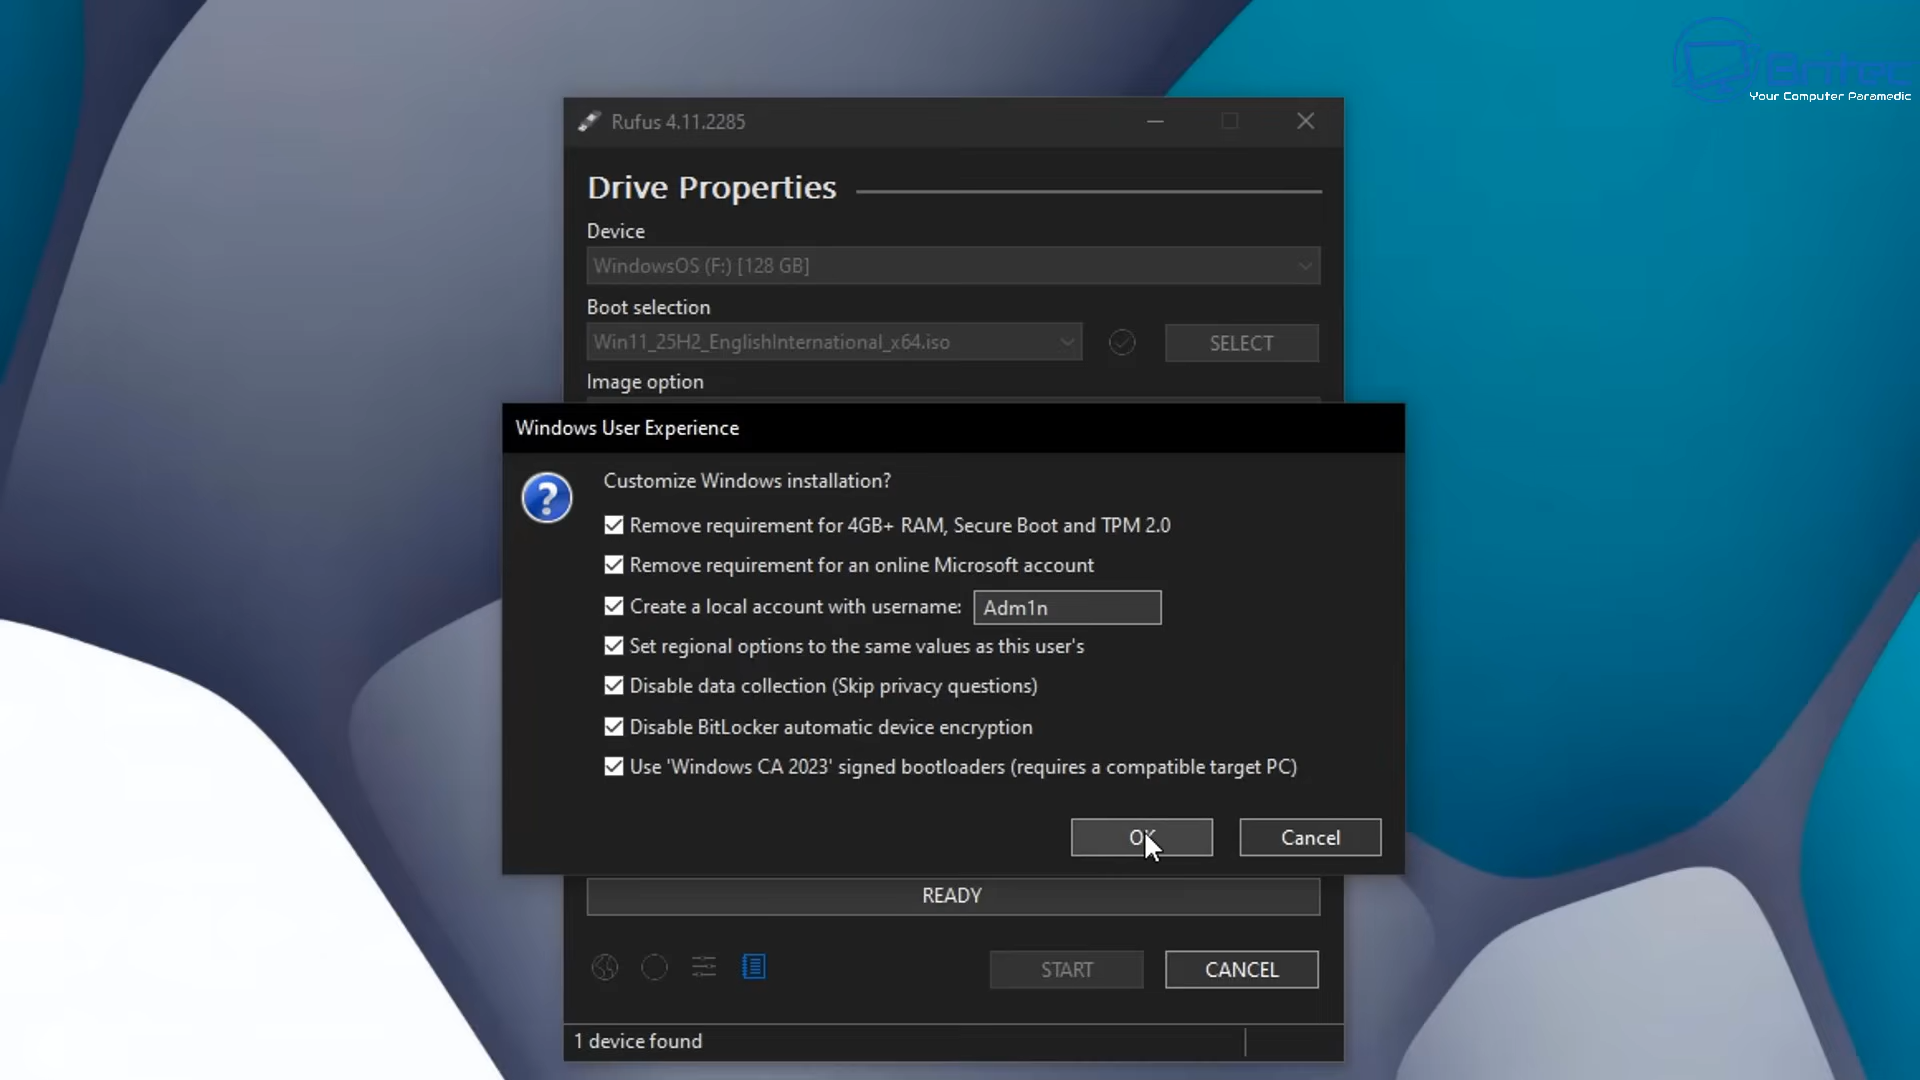 Britec
Your Computer Paramedic
Rufus 4.11.2285
Drive Properties
Device
WindowsOS (F:) [128 GB]
Boot selection
Win11_25H2_EnglishInternational_x64.iso
SELECT
Image option
Windows User Experience
Customize Windows installation?
Remove requirement for 4GB+ RAM, Secure Boot and TPM 2.0
Remove requirement for an online Microsoft account
Create a local account with username: Adm1n
Set regional options to the same values as this user's
Disable data collection (Skip privacy questions)
Disable BitLocker automatic device encryption
Use 'Windows CA 2023' signed bootloaders (requires a compatible target PC)
OK Cancel
READY
START CANCEL
1 device found